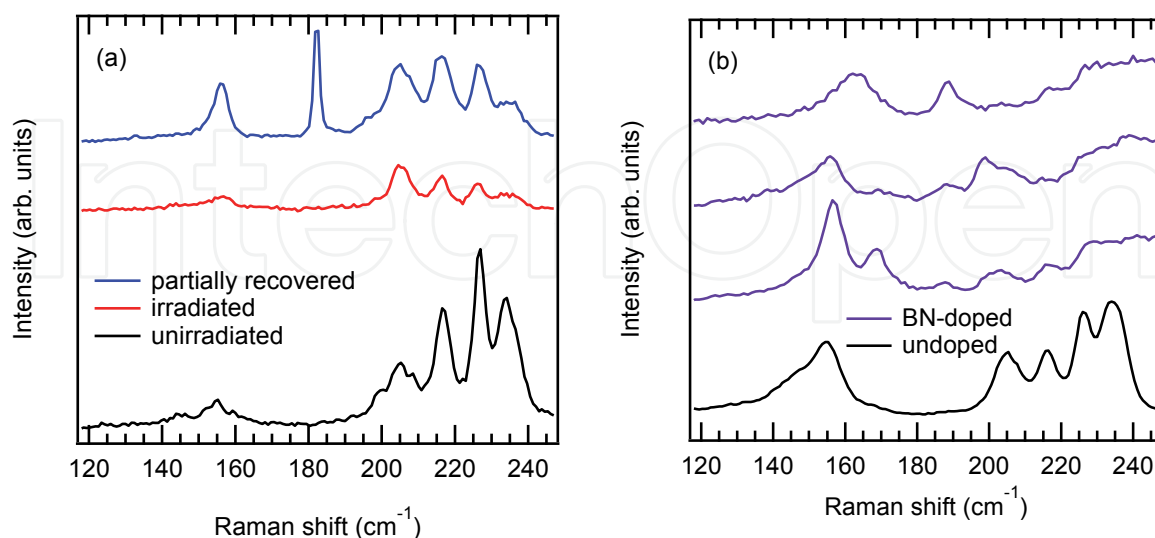 (a)
Intensity (arb. units)
partially recovered
irradiated
unirradiated
120 140 160 180 200 220 240
Raman shift (cm⁻¹)
(b)
Intensity (arb. units)
BN-doped
undoped
120 140 160 180 200 220 240
Raman shift (cm⁻¹)
IntechOpen